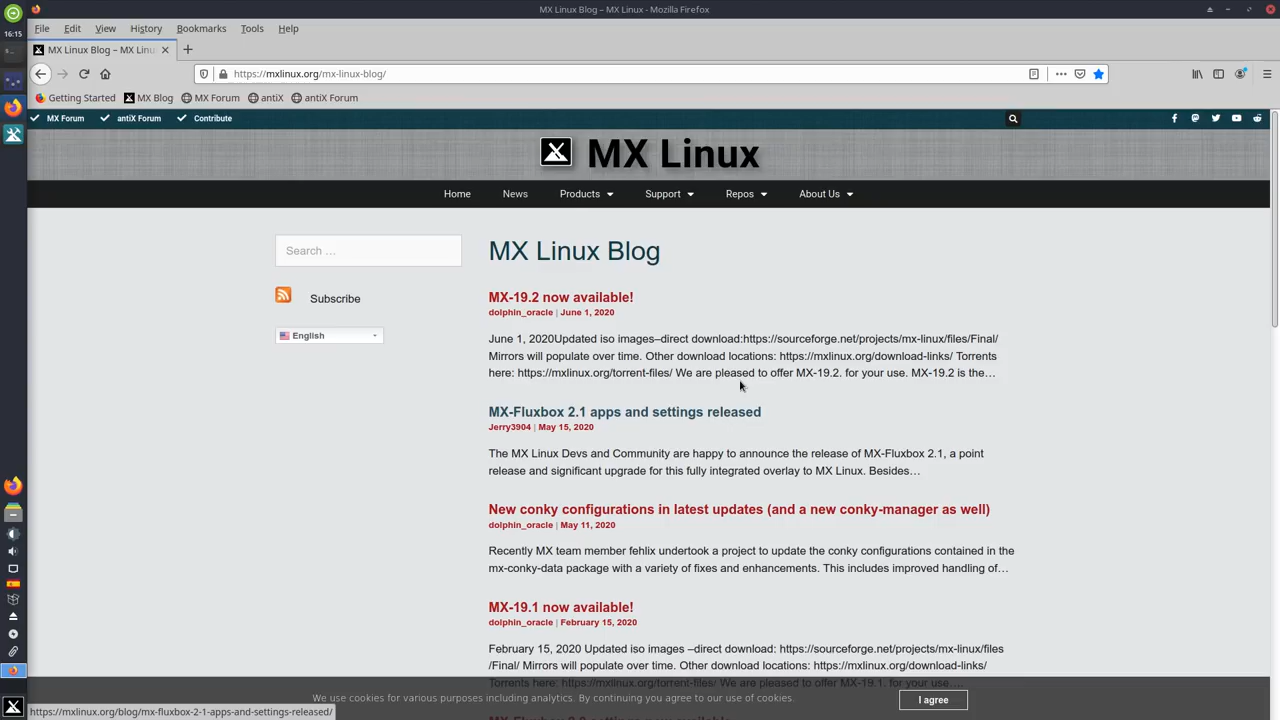 MX Linux Blog – MX Linux - Mozilla Firefox
16:15
File Edit View History Bookmarks Tools Help
MX Linux Blog – MX Linu
https://mxlinux.org/mx-linux-blog/
Getting Started MX Blog MX Forum antiX antiX Forum
MX Forum antiX Forum Contribute
MX Linux
Home News Products Support Repos About Us
Search …
Subscribe
English
MX Linux Blog
MX-19.2 now available!
dolphin_oracle | June 1, 2020
June 1, 2020Updated iso images–direct download:https://sourceforge.net/projects/mx-linux/files/Final/
Mirrors will populate over time. Other download locations: https://mxlinux.org/download-links/ Torrents
here: https://mxlinux.org/torrent-files/ We are pleased to offer MX-19.2. for your use. MX-19.2 is the…
MX-Fluxbox 2.1 apps and settings released
Jerry3904 | May 15, 2020
The MX Linux Devs and Community are happy to announce the release of MX-Fluxbox 2.1, a point
release and significant upgrade for this fully integrated overlay to MX Linux. Besides…
New conky configurations in latest updates (and a new conky-manager as well)
dolphin_oracle | May 11, 2020
Recently MX team member fehlix undertook a project to update the conky configurations contained in the
mx-conky-data package with a variety of fixes and enhancements. This includes improved handling of…
MX-19.1 now available!
dolphin_oracle | February 15, 2020
February 15, 2020 Updated iso images –direct download: https://sourceforge.net/projects/mx-linux/files
/Final/ Mirrors will populate over time. Other download locations: https://mxlinux.org/download-links/
Torrents here: https://mxlinux.org/torrent-files/ We are pleased to offer MX-19.1. for your use.…
We use cookies for various purposes including analytics. By continuing you agree to our use of cookies.
I agree
https://mxlinux.org/blog/mx-fluxbox-2-1-apps-and-settings-released/